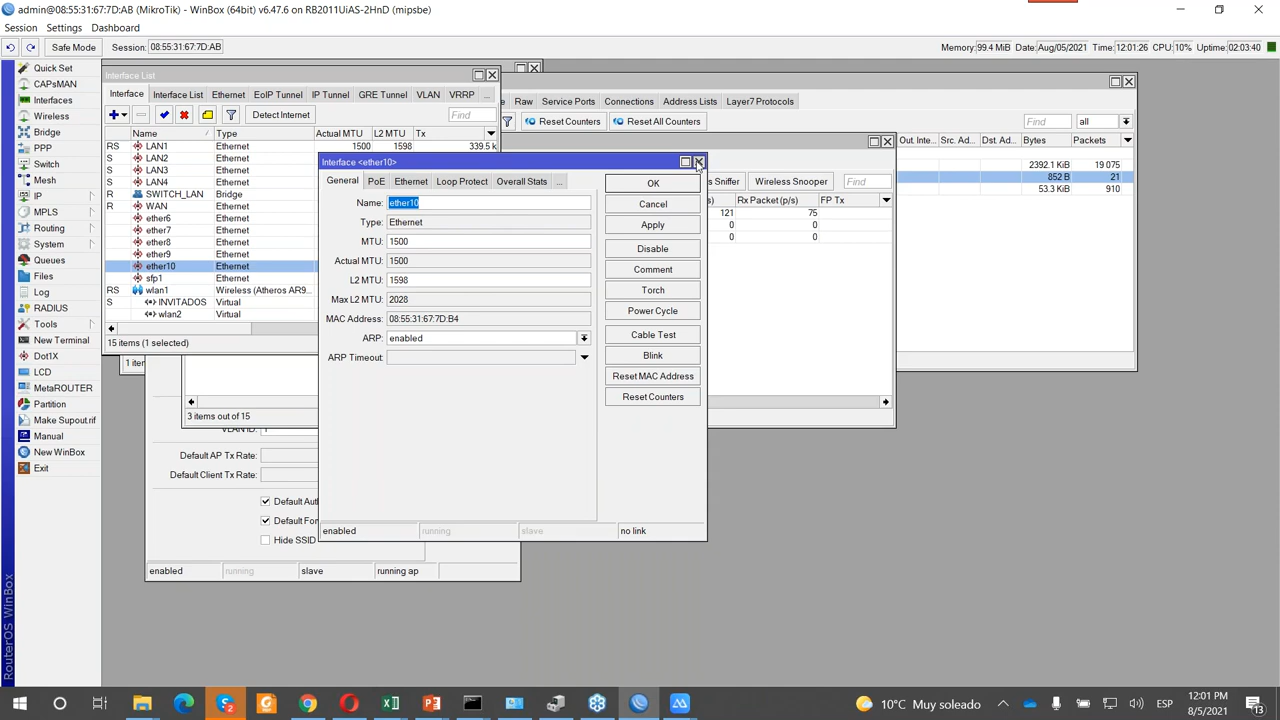 admin@08:55:31:67:7D:AB (MikroTik) - WinBox (64bit) v6.47.6 on RB2011UiAS-2HnD (mipsbe)
Session Settings Dashboard
Safe Mode Session: 08:55:31:67:7D:AB Memory: 99.4 MiB Date: Aug/05/2021 Time: 12:01:26 CPU: 10% Uptime: 02:03:40
Quick Set
CAPsMAN
Interfaces
Wireless
Bridge
PPP
Switch
Mesh
IP
MPLS
Routing
System
Queues
Files
Log
RADIUS
Tools
New Terminal
Dot1X
LCD
MetaROUTER
Partition
Make Supout.rif
Manual
New WinBox
Exit
RouterOS WinBox
Interface List
Interface Interface List Ethernet EoIP Tunnel IP Tunnel GRE Tunnel VLAN VRRP ...
Detect Internet Find
Name Type Actual MTU L2 MTU Tx
RS LAN1 Ethernet 1500 1598 339.5 k
S LAN2 Ethernet
S LAN3 Ethernet
S LAN4 Ethernet
R SWITCH_LAN Bridge
R WAN Ethernet
ether6 Ethernet
ether7 Ethernet
ether8 Ethernet
ether9 Ethernet
ether10 Ethernet
sfp1 Ethernet
RS wlan1 Wireless (Atheros AR9...
S INVITADOS Virtual
wlan2 Virtual
15 items (1 selected)
Interface <ether10>
General PoE Ethernet Loop Protect Overall Stats ...
Name: ether10
Type: Ethernet
MTU: 1500
Actual MTU: 1500
L2 MTU: 1598
Max L2 MTU: 2028
MAC Address: 08:55:31:67:7D:B4
ARP: enabled
ARP Timeout:
OK
Cancel
Apply
Disable
Comment
Torch
Power Cycle
Cable Test
Blink
Reset MAC Address
Reset Counters
enabled running slave no link
Raw Service Ports Connections Address Lists Layer7 Protocols
Reset Counters Reset All Counters Find all
Out. Inte... Src. Ad... Dst. Ad... Bytes Packets
2392.1 KiB 19 075
852 B 21
53.3 KiB 910
s Sniffer Wireless Snooper Find
Rx Packet (p/s) FP Tx
121 75
0 0
0 0
1 item
3 items out of 15
VLAN ID: 1
Default AP Tx Rate:
Default Client Tx Rate:
Default Aut
Default For
Hide SSID
enabled running slave running ap
10°C Muy soleado ESP 12:01 PM
8/5/2021
13